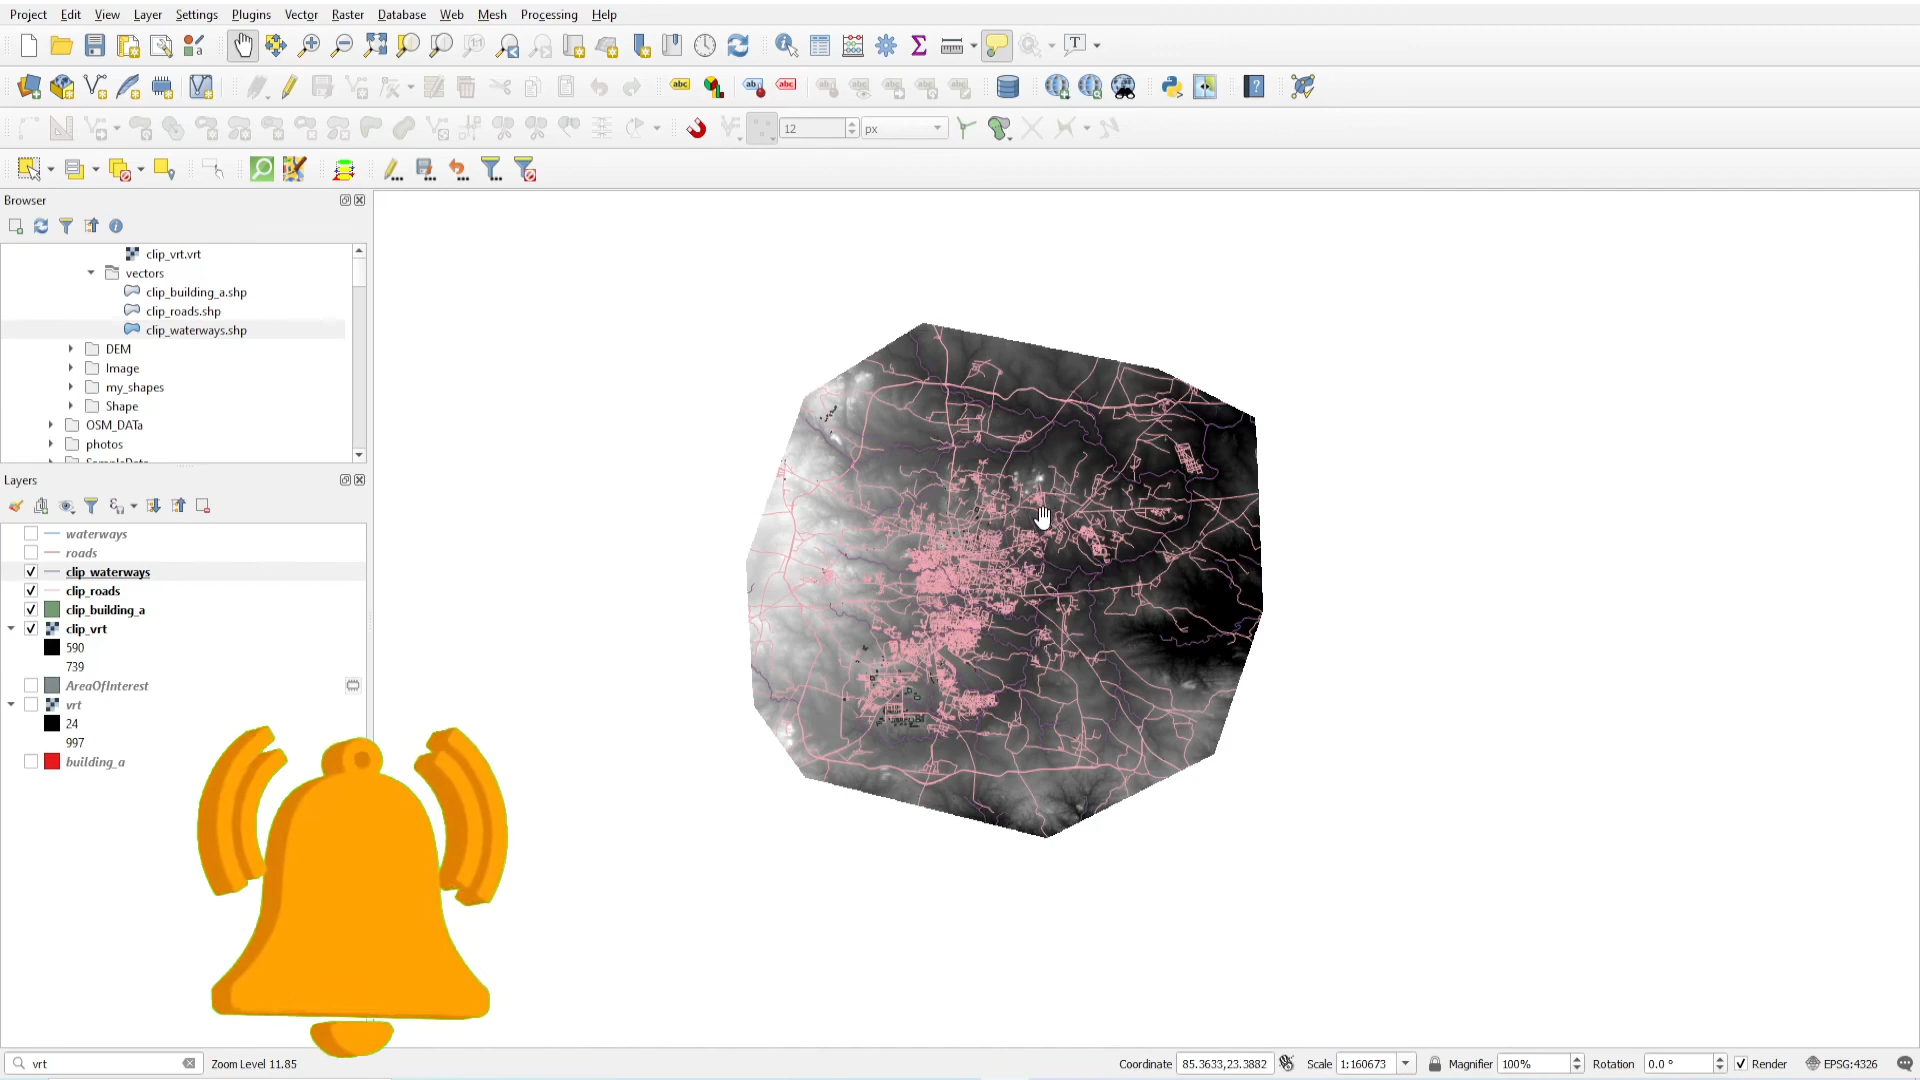 Project Edit View Layer Settings Plugins Vector Raster Database Web Mesh Processing Help
12 px
Browser
clip_vrt.vrt
vectors
clip_building_a.shp
clip_roads.shp
clip_waterways.shp
DEM
Image
my_shapes
Shape
OSM_DATa
photos
Layers
waterways
roads
clip_waterways
clip_roads
clip_building_a
clip_vrt
590
739
AreaOfInterest
vrt
24
997
building_a
vrt Zoom Level 11.85 Coordinate 85.3633,23.3882 Scale 1:160673 Magnifier 100% Rotation 0.0 ° Render EPSG:4326